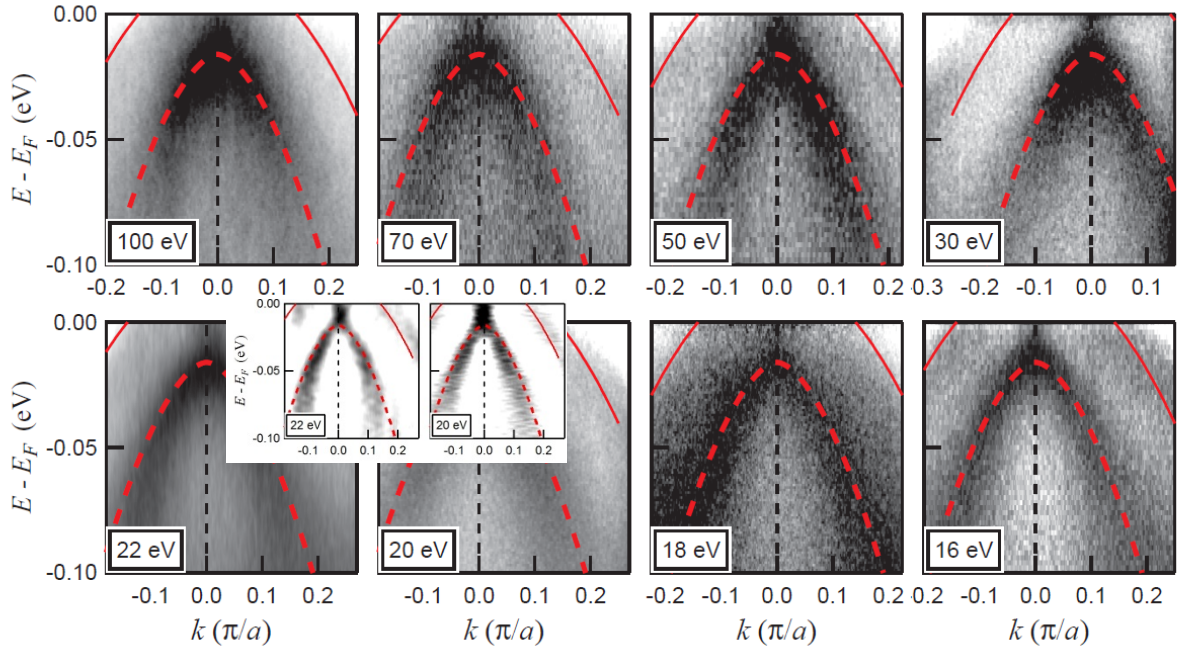 0.00
-0.05
-0.10
E - E_F (eV)
100 eV
70 eV
50 eV
30 eV
-0.2 -0.1 0.0 0.1 0.2
0.0 0.1 0.2
-0.2 -0.1 0.0 0.1 0.2
-0.3 -0.2 -0.1 0.0 0.1
0.00
-0.05
-0.10
E - E_F (eV)
0.00
-0.05
-0.10
E - E_F (eV)
22 eV
20 eV
-0.1 0.0 0.1 0.2
-0.1 0.0 0.1 0.2
22 eV
20 eV
18 eV
16 eV
-0.1 0.0 0.1 0.2
-0.1 0.0 0.1 0.2
-0.2 -0.1 0.0 0.1 0.2
-0.2 -0.1 0.0 0.1 0.2
k (π/a)
k (π/a)
k (π/a)
k (π/a)